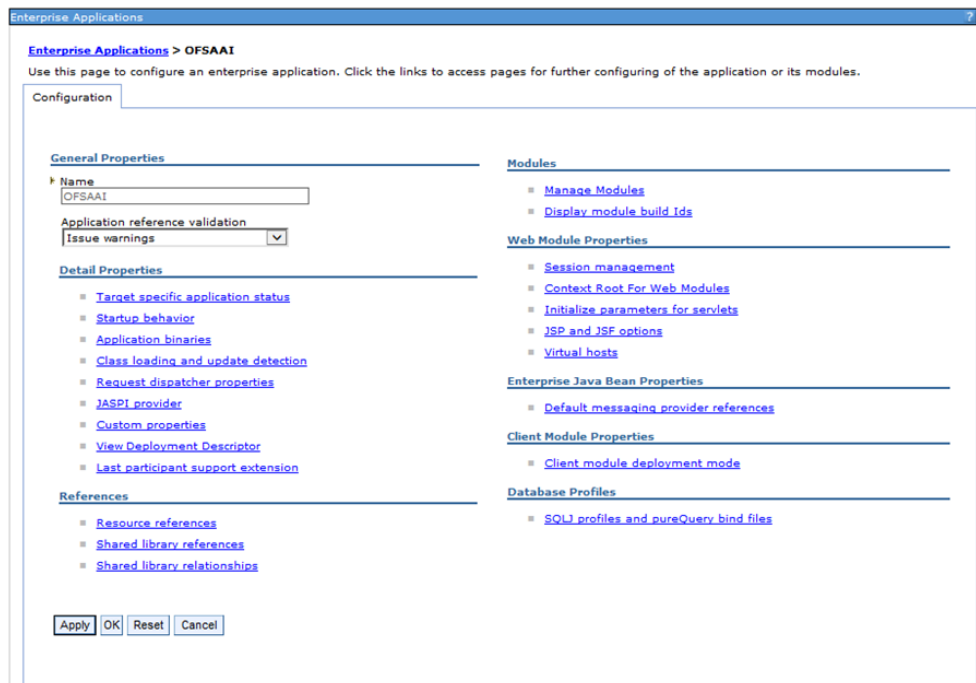 Enterprise Applications ?
Enterprise Applications > OFSAAI
Use this page to configure an enterprise application. Click the links to access pages for further configuring of the application or its modules.
Configuration
General Properties
Name
OFSAAI
Application reference validation
Issue warnings
Detail Properties
Target specific application status
Startup behavior
Application binaries
Class loading and update detection
Request dispatcher properties
JASPI provider
Custom properties
View Deployment Descriptor
Last participant support extension
References
Resource references
Shared library references
Shared library relationships
Modules
Manage Modules
Display module build Ids
Web Module Properties
Session management
Context Root For Web Modules
Initialize parameters for servlets
JSP and JSF options
Virtual hosts
Enterprise Java Bean Properties
Default messaging provider references
Client Module Properties
Client module deployment mode
Database Profiles
SQLJ profiles and pureQuery bind files
Apply OK Reset Cancel